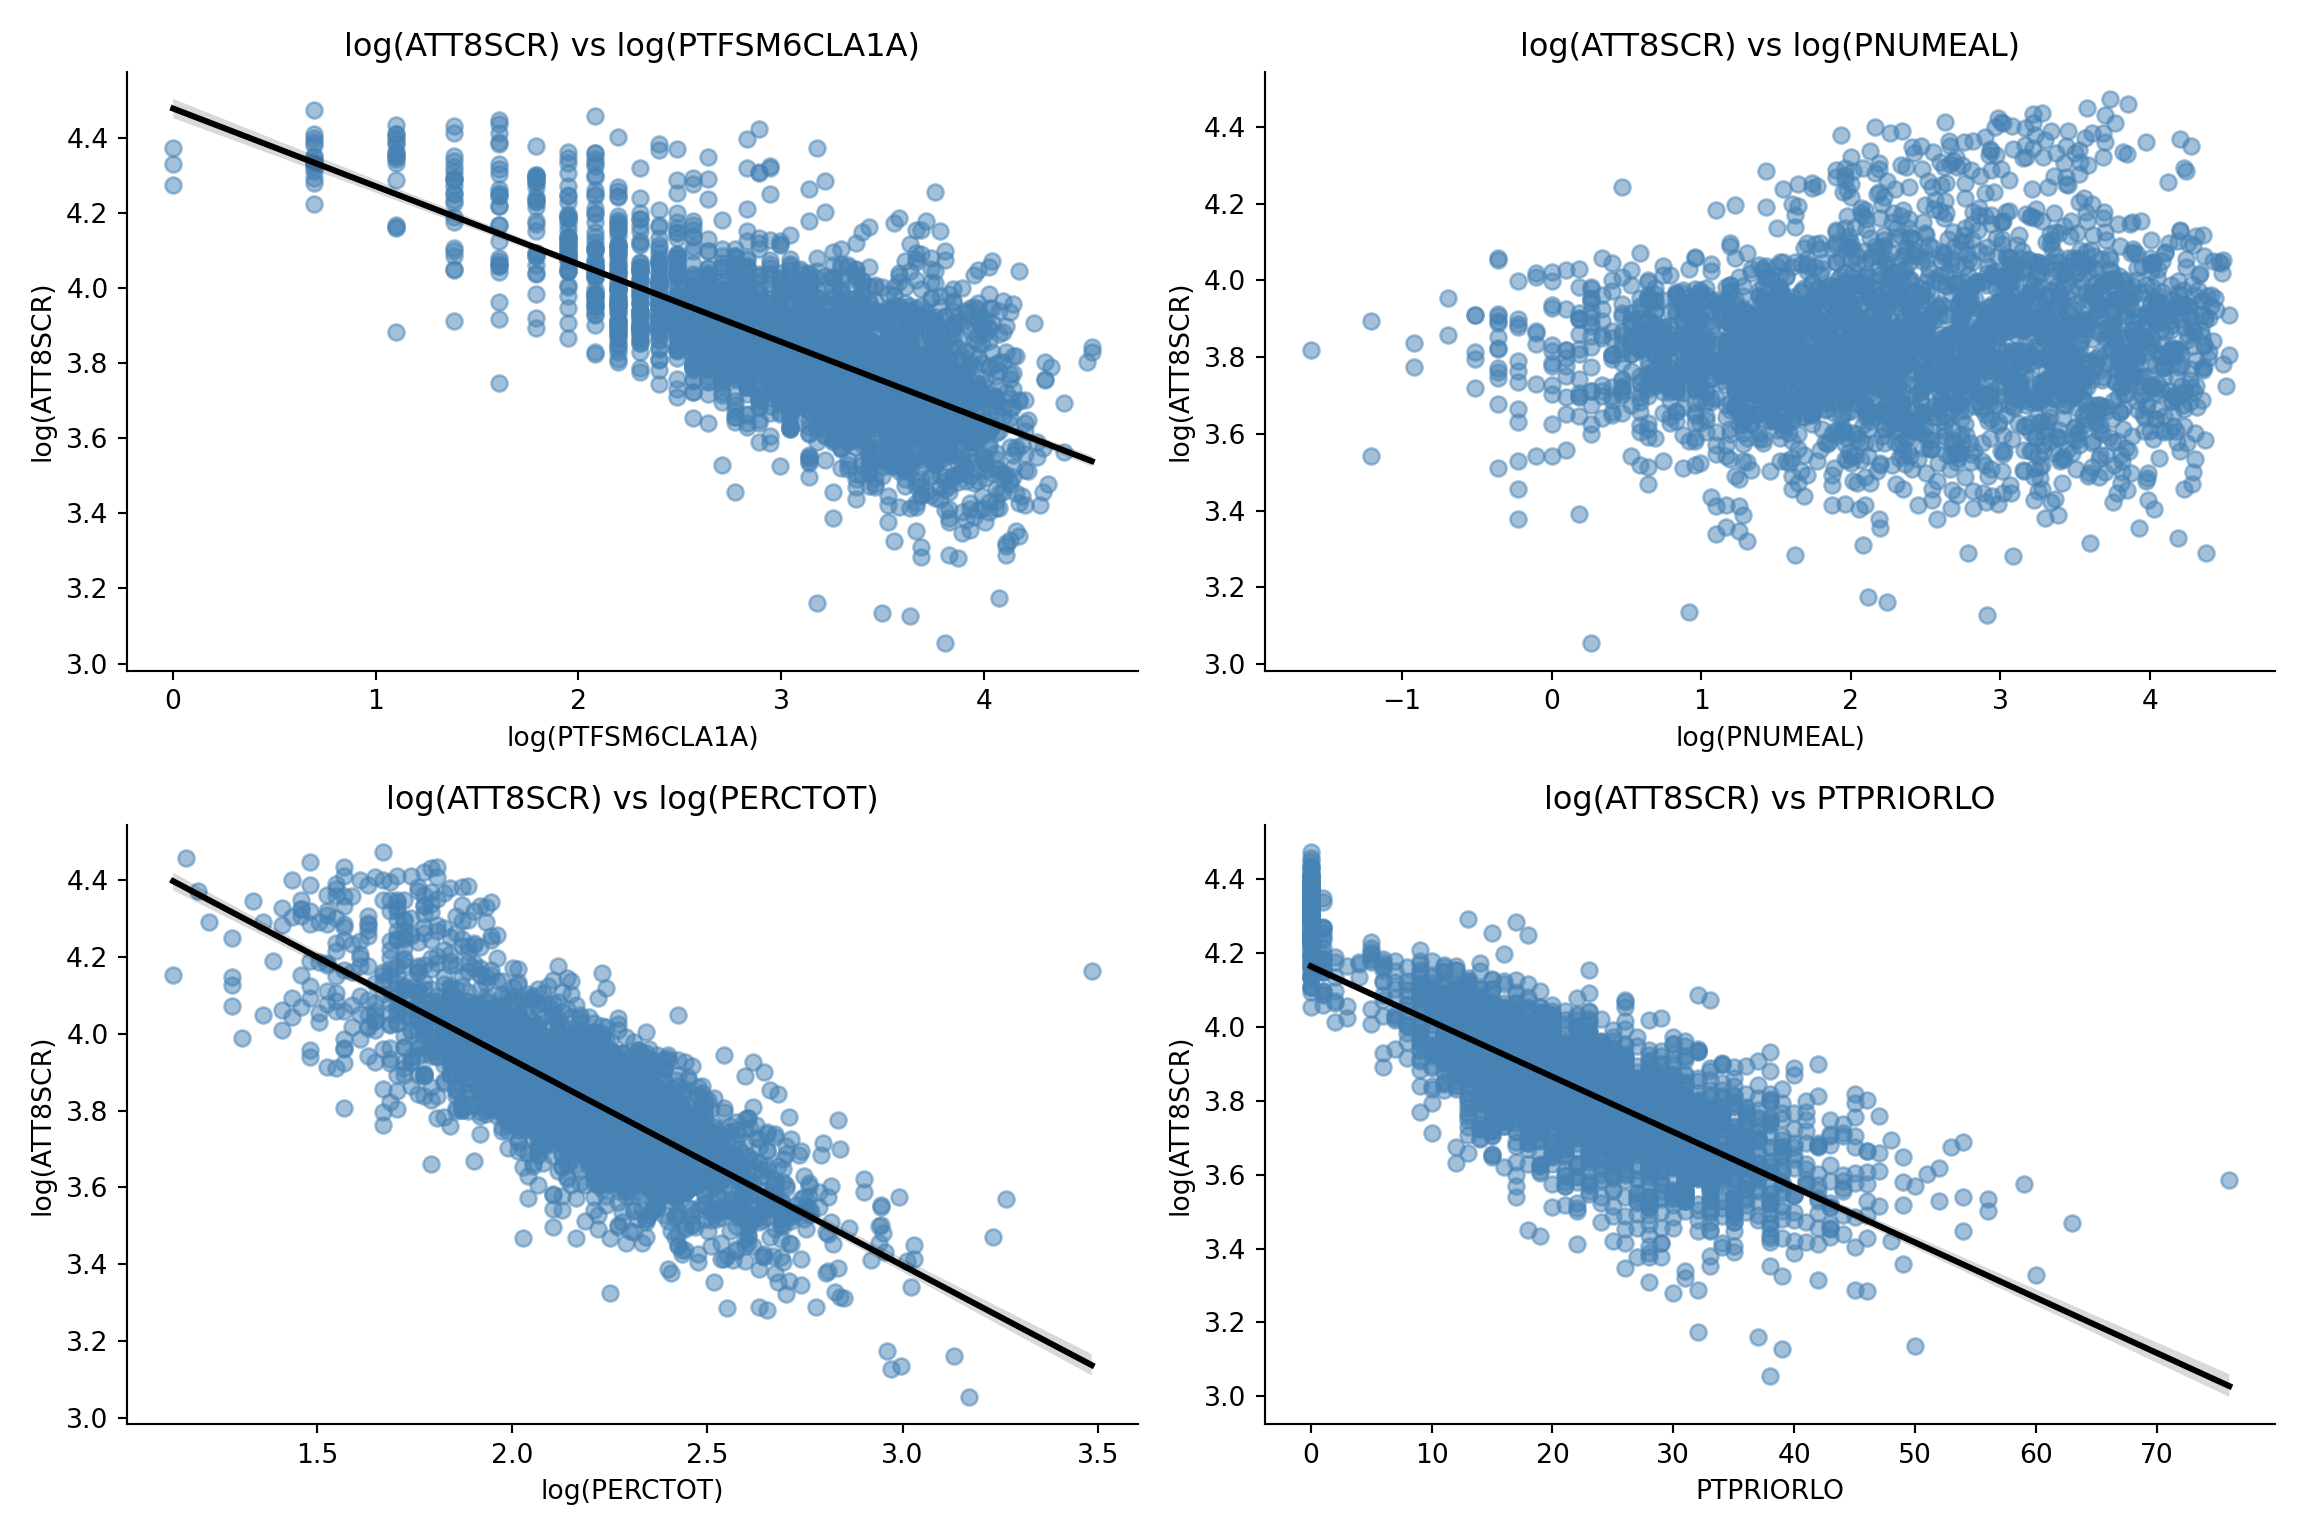 log(ATT8SCR) vs log(PTFSM6CLA1A)
log(ATT8SCR)
4.4
4.2
4.0
3.8
3.6
3.4
3.2
3.0
0 1 2 3 4
log(PTFSM6CLA1A)
log(ATT8SCR) vs log(PNUMEAL)
log(ATT8SCR)
4.4
4.2
4.0
3.8
3.6
3.4
3.2
3.0
−1 0 1 2 3 4
log(PNUMEAL)
log(ATT8SCR) vs log(PERCTOT)
log(ATT8SCR)
4.4
4.2
4.0
3.8
3.6
3.4
3.2
3.0
1.5 2.0 2.5 3.0 3.5
log(PERCTOT)
log(ATT8SCR) vs PTPRIORLO
log(ATT8SCR)
4.4
4.2
4.0
3.8
3.6
3.4
3.2
3.0
0 10 20 30 40 50 60 70
PTPRIORLO